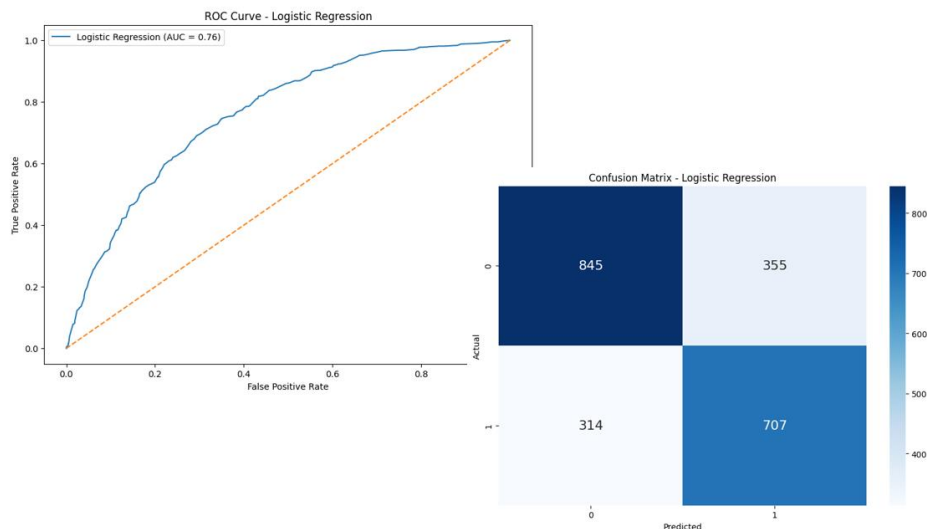 ROC Curve - Logistic Regression
Logistic Regression (AUC = 0.76)
1.0
0.8
0.6
0.4
0.2
0.0
True Positive Rate
0.0 0.2 0.4 0.6 0.8
False Positive Rate
Confusion Matrix - Logistic Regression
845 355
314 707
0
1
Actual
0 1
Predicted
800
700
600
500
400